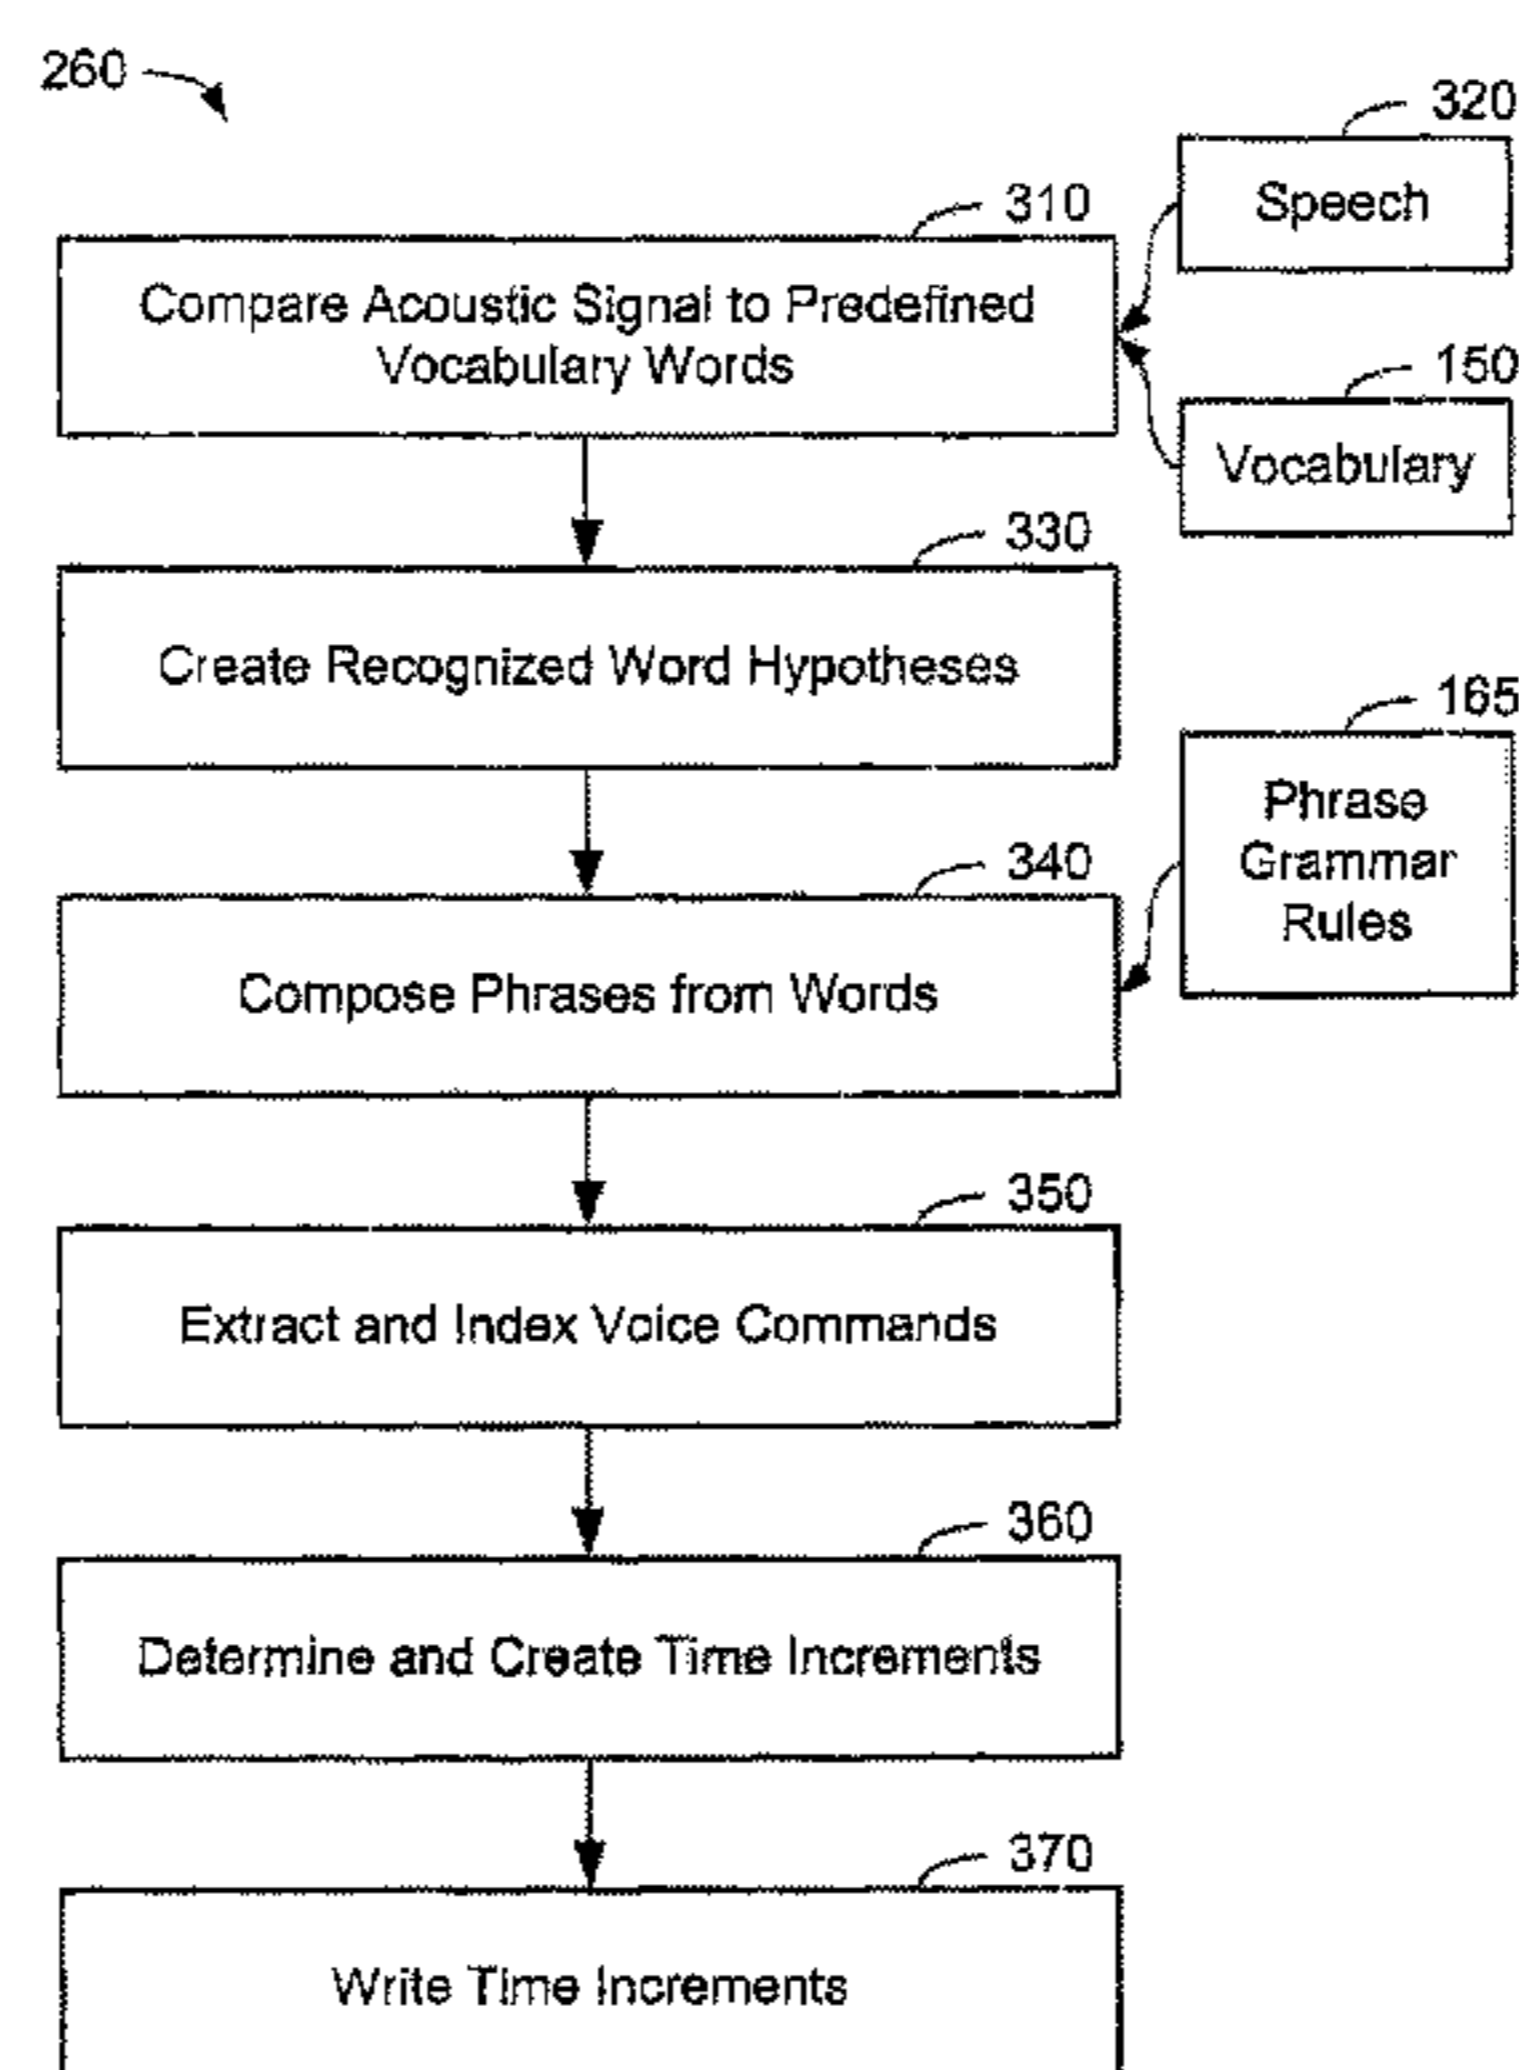 260
320
Speech
310
Compare Acoustic Signal to Predefined
Vocabulary Words
150
Vocabulary
330
Create Recognized Word Hypotheses
165
Phrase
Grammar
Rules
340
Compose Phrases from Words
350
Extract and Index Voice Commands
360
Determine and Create Time Increments
370
Write Time Increments